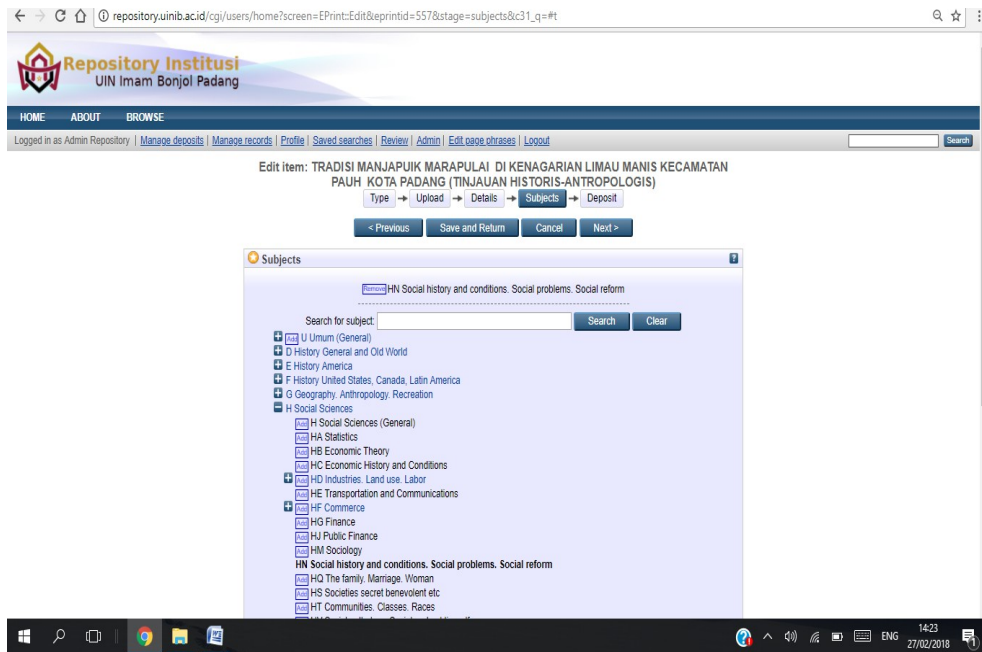 repository.uinib.ac.id/cgi/users/home?screen=EPrint::Edit&eprintid=557&stage=subjects&c31_q=#t
Repository Institusi
UIN Imam Bonjol Padang
HOME ABOUT BROWSE
Logged in as Admin Repository | Manage deposits | Manage records | Profile | Saved searches | Review | Admin | Edit page phrases | Logout Search
Edit item: TRADISI MANJAPUIK MARAPULAI DI KENAGARIAN LIMAU MANIS KECAMATAN
PAUH KOTA PADANG (TINJAUAN HISTORIS-ANTROPOLOGIS)
Type → Upload → Details → Subjects → Deposit
< Previous Save and Return Cancel Next >
Subjects ?
Remove HN Social history and conditions. Social problems. Social reform
Search for subject: Search Clear
Add U Umum (General)
D History General and Old World
E History America
F History United States, Canada, Latin America
G Geography. Anthropology. Recreation
H Social Sciences
Add H Social Sciences (General)
Add HA Statistics
Add HB Economic Theory
Add HC Economic History and Conditions
Add HD Industries. Land use. Labor
Add HE Transportation and Communications
Add HF Commerce
Add HG Finance
Add HJ Public Finance
Add HM Sociology
HN Social history and conditions. Social problems. Social reform
Add HQ The family. Marriage. Woman
Add HS Societies secret benevolent etc
Add HT Communities. Classes. Races
ENG
14:23
27/02/2018